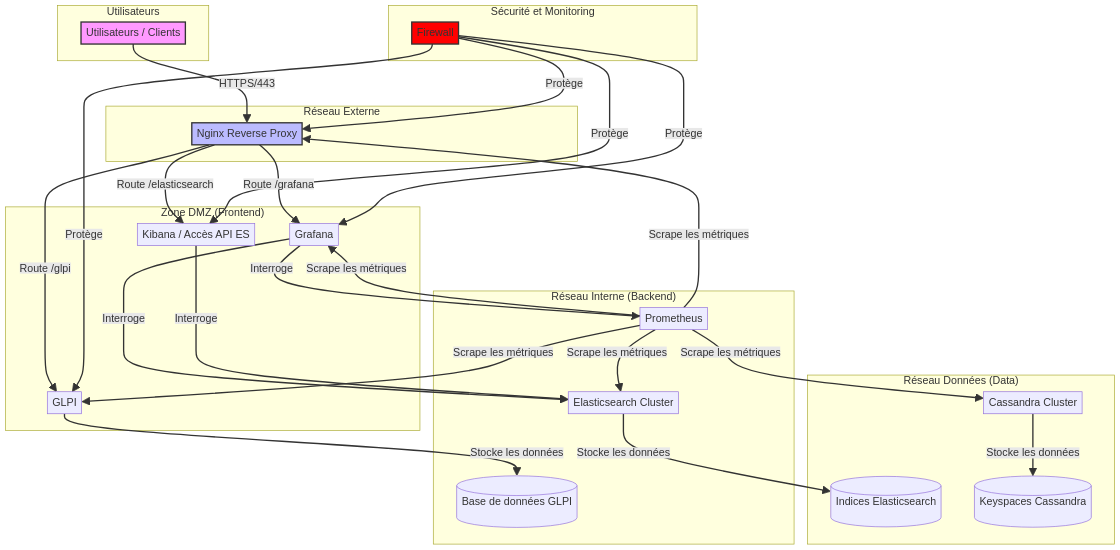 Utilisateurs
Sécurité et Monitoring
Utilisateurs / Clients
Firewall
HTTPS/443
Protège
Réseau Externe
Nginx Reverse Proxy
Protège
Protège
Route /elasticsearch
Route /grafana
Zone DMZ (Frontend)
Kibana / Accès API ES
Grafana
Protège
Scrape les métriques
Route /glpi
Interroge
Scrape les métriques
Réseau Interne (Backend)
Interroge
Interroge
Prometheus
Scrape les métriques
Scrape les métriques
Scrape les métriques
Réseau Données (Data)
GLPI
Elasticsearch Cluster
Cassandra Cluster
Stocke les données
Stocke les données
Stocke les données
Base de données GLPI
Indices Elasticsearch
Keyspaces Cassandra